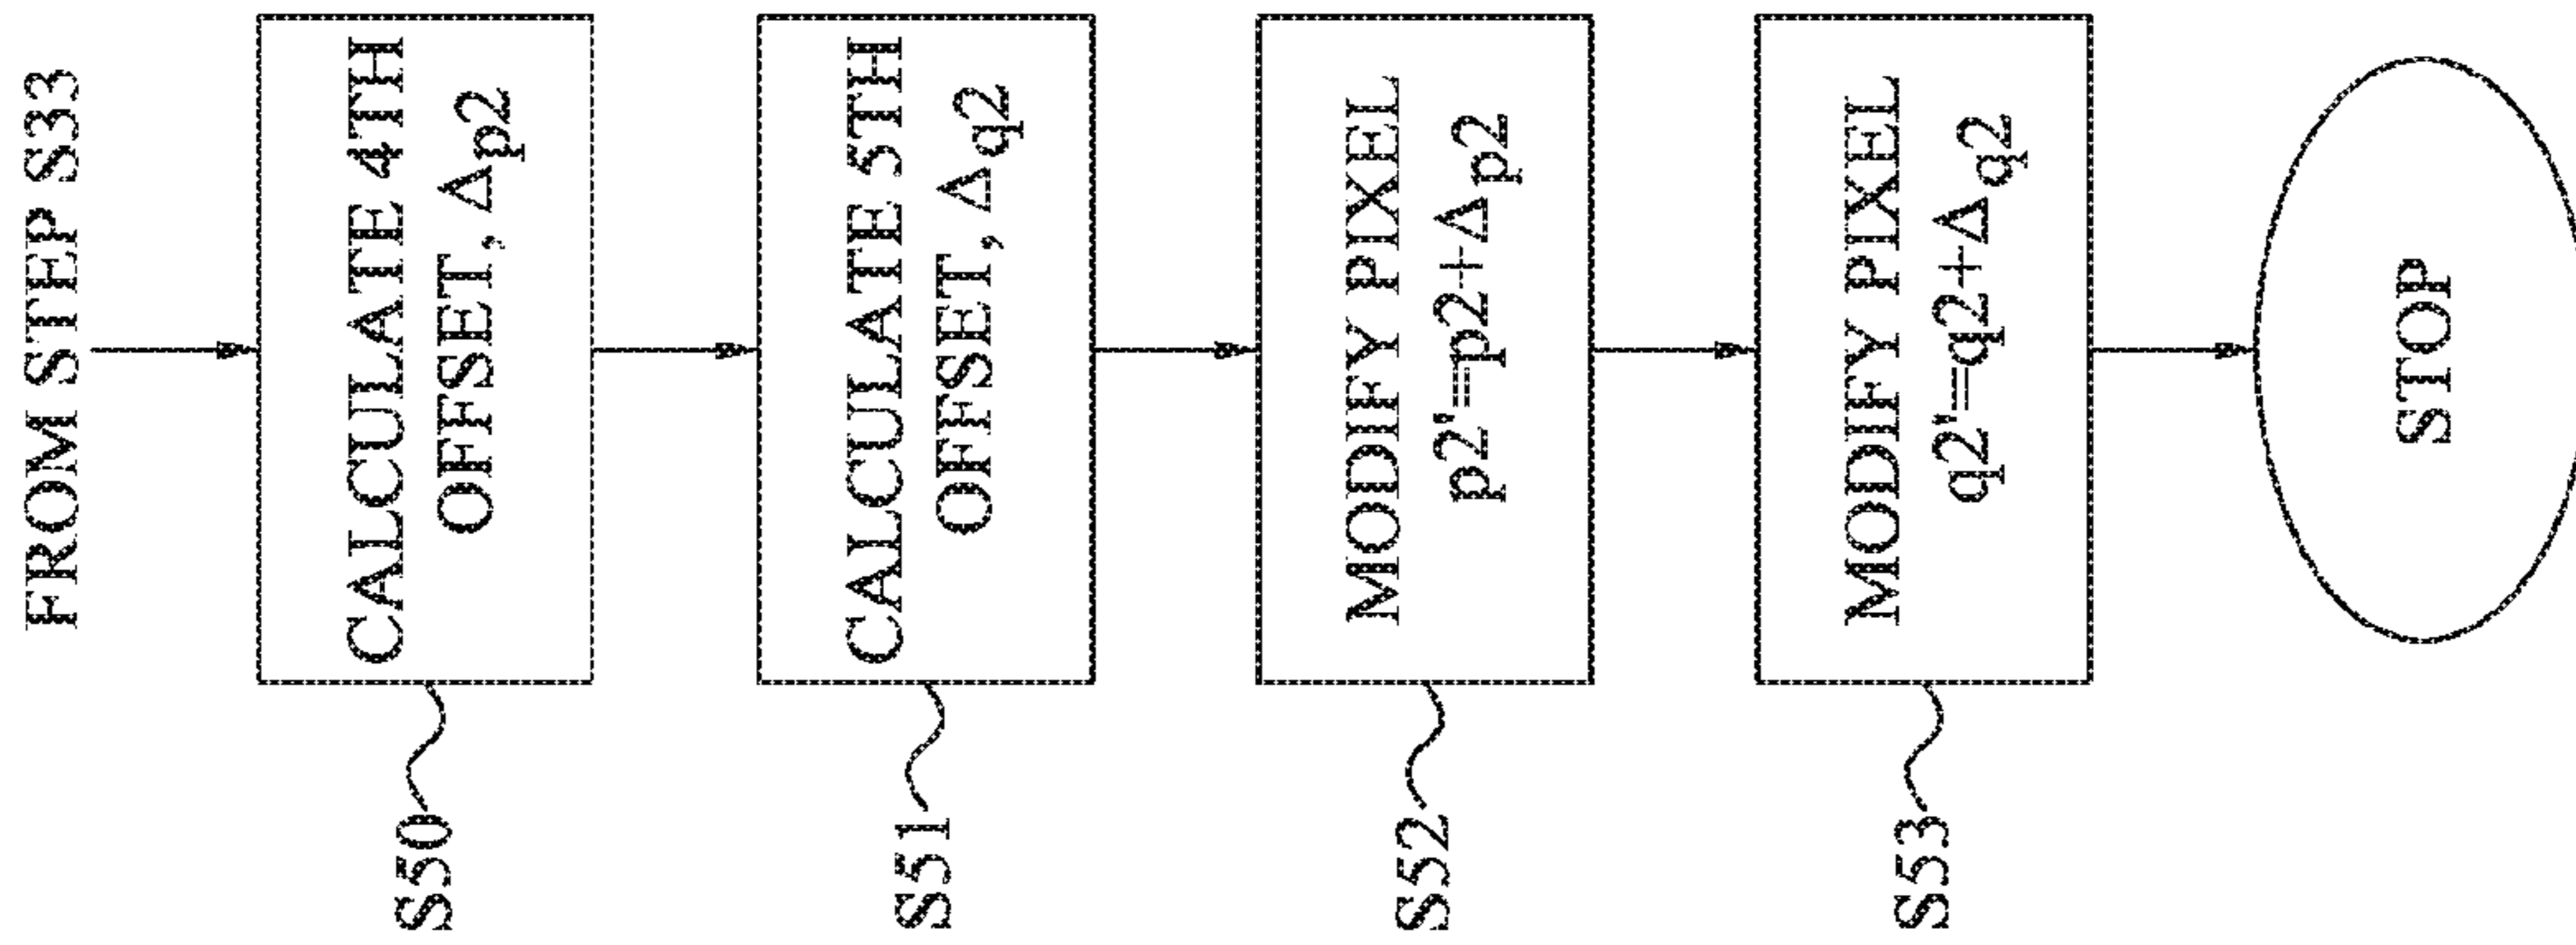 FROM STEP S33
S50
CALCULATE 4TH
OFFSET, Δp2
S51
CALCULATE 5TH
OFFSET, Δq2
S52
MODIFY PIXEL
p2"=p2+Δp2
S53
MODIFY PIXEL
q2"=q2+Δq2
STOP